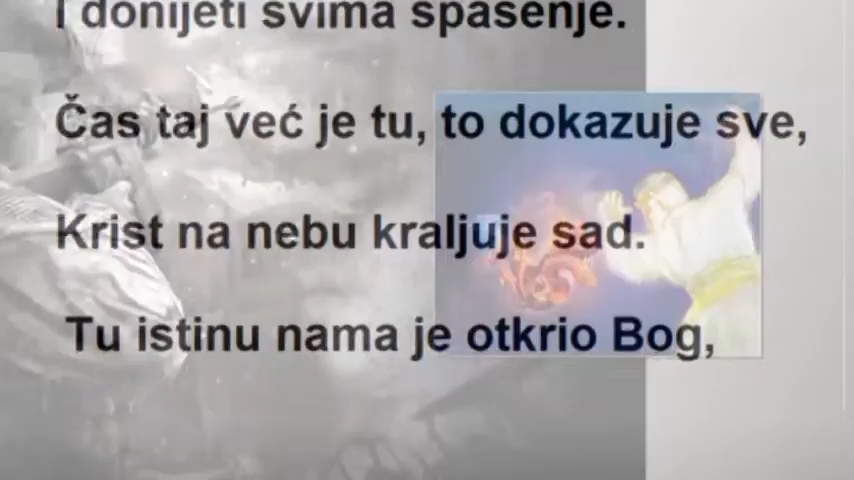 I donijeti svima spasenje.
Čas taj već je tu, to dokazuje sve,
Krist na nebu kraljuje sad.
Tu istinu nama je otkrio Bog,